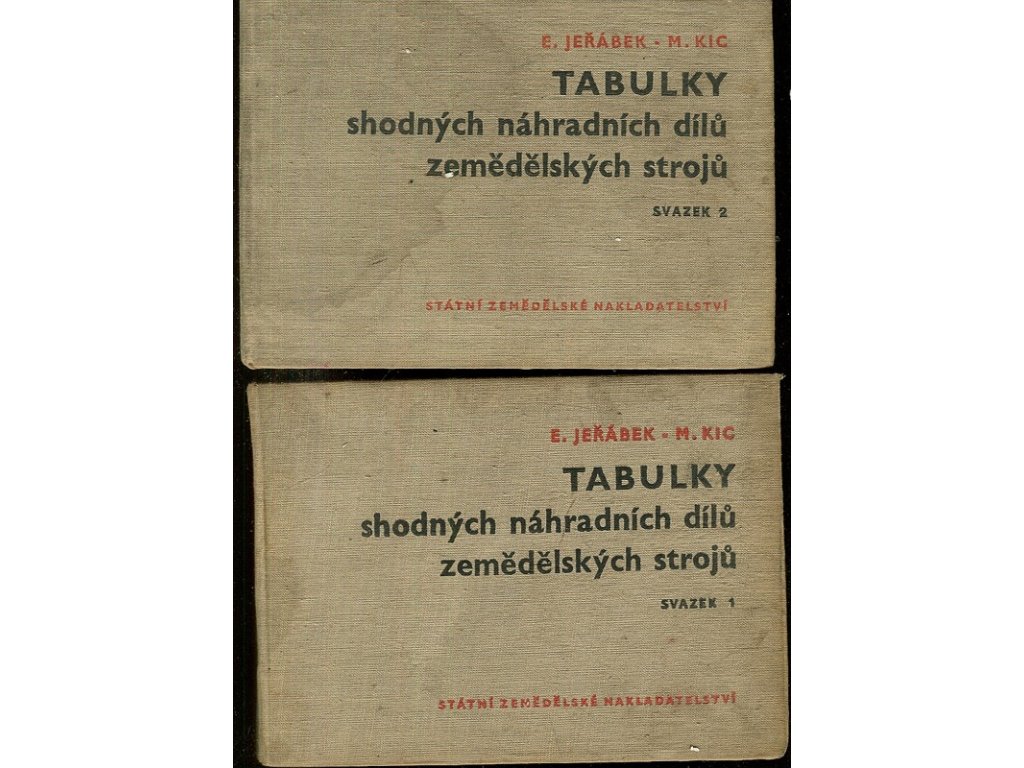 E. JEŘÁBEK - M. KIC
TABULKY
shodných náhradních dílů
zemědělských strojů
SVAZEK 2
STÁTNÍ ZEMĚDĚLSKÉ NAKLADATELSTVÍ
E. JEŘÁBEK - M. KIC
TABULKY
shodných náhradních dílů
zemědělských strojů
SVAZEK 1
STÁTNÍ ZEMĚDĚLSKÉ NAKLADATELSTVÍ